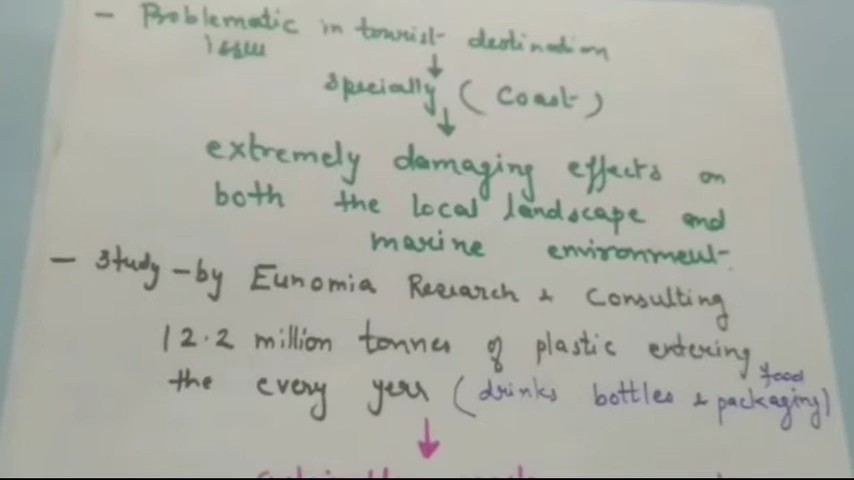 - Problematic in tourist destination
issue
↓
specially (coast)
↓
extremely damaging effects on
both the local landscape and
marine environment.
- Study - by Eunomia Research & Consulting
12.2 million tonnes of plastic entering
the every year (drinks bottles & food packaging)
↓